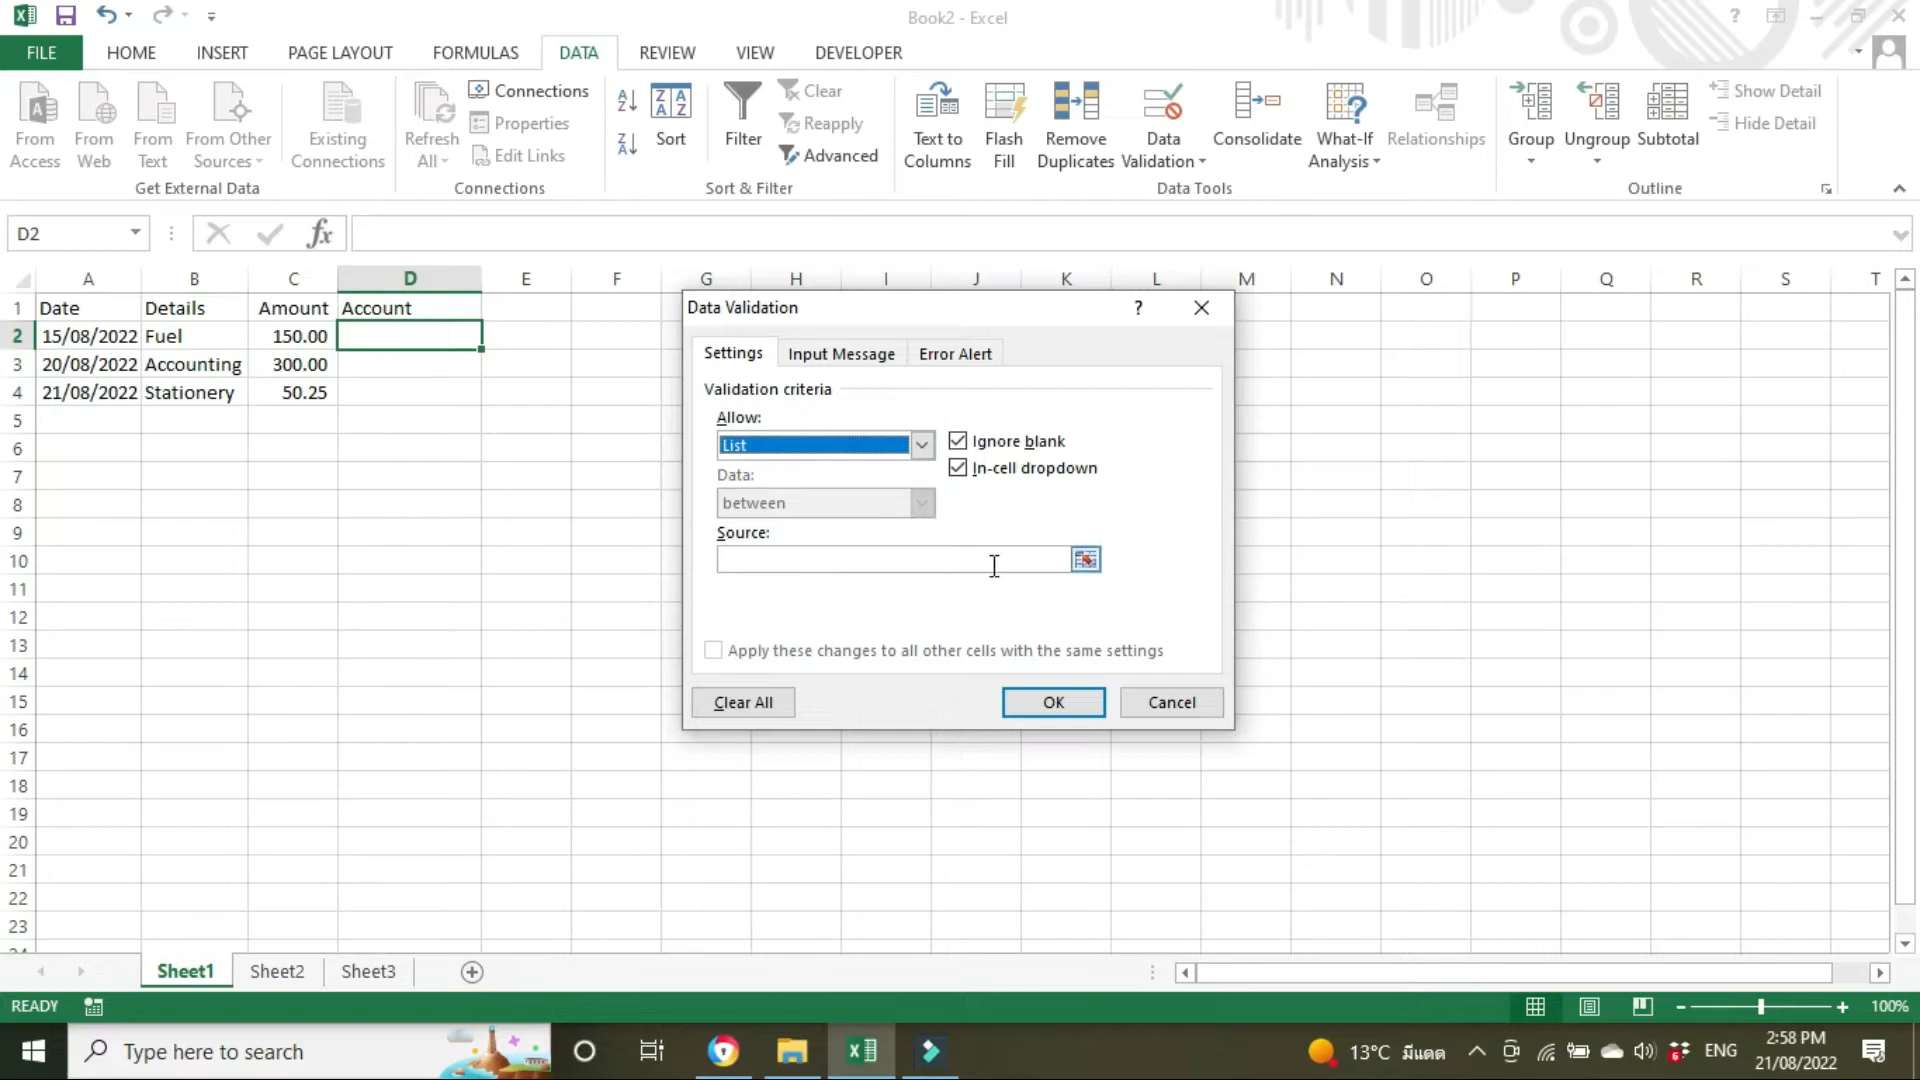 Book2 - Excel
FILE HOME INSERT PAGE LAYOUT FORMULAS DATA REVIEW VIEW DEVELOPER
From Access
From Web
From Text
From Other Sources
Existing Connections
Get External Data
Refresh All
Connections
Properties
Edit Links
Connections
Sort
Filter
Clear
Reapply
Advanced
Sort & Filter
Text to Columns
Flash Fill
Remove Duplicates
Data Validation
Consolidate
What-If Analysis
Relationships
Data Tools
Group
Ungroup
Subtotal
Show Detail
Hide Detail
Outline
D2 fx
A B C D E F G H I J K L M N O P Q R S T
1 Date Details Amount Account
2 15/08/2022 Fuel 150.00
3 20/08/2022 Accounting 300.00
4 21/08/2022 Stationery 50.25
5
6
7
8
9
10
11
12
13
14
15
16
17
18
19
20
21
22
23
Data Validation ?
Settings Input Message Error Alert
Validation criteria
Allow:
List
Ignore blank
In-cell dropdown
Data:
between
Source:
Apply these changes to all other cells with the same settings
Clear All OK Cancel
Sheet1 Sheet2 Sheet3
READY 100%
Type here to search
13°C มีแดด ENG
2:58 PM
21/08/2022